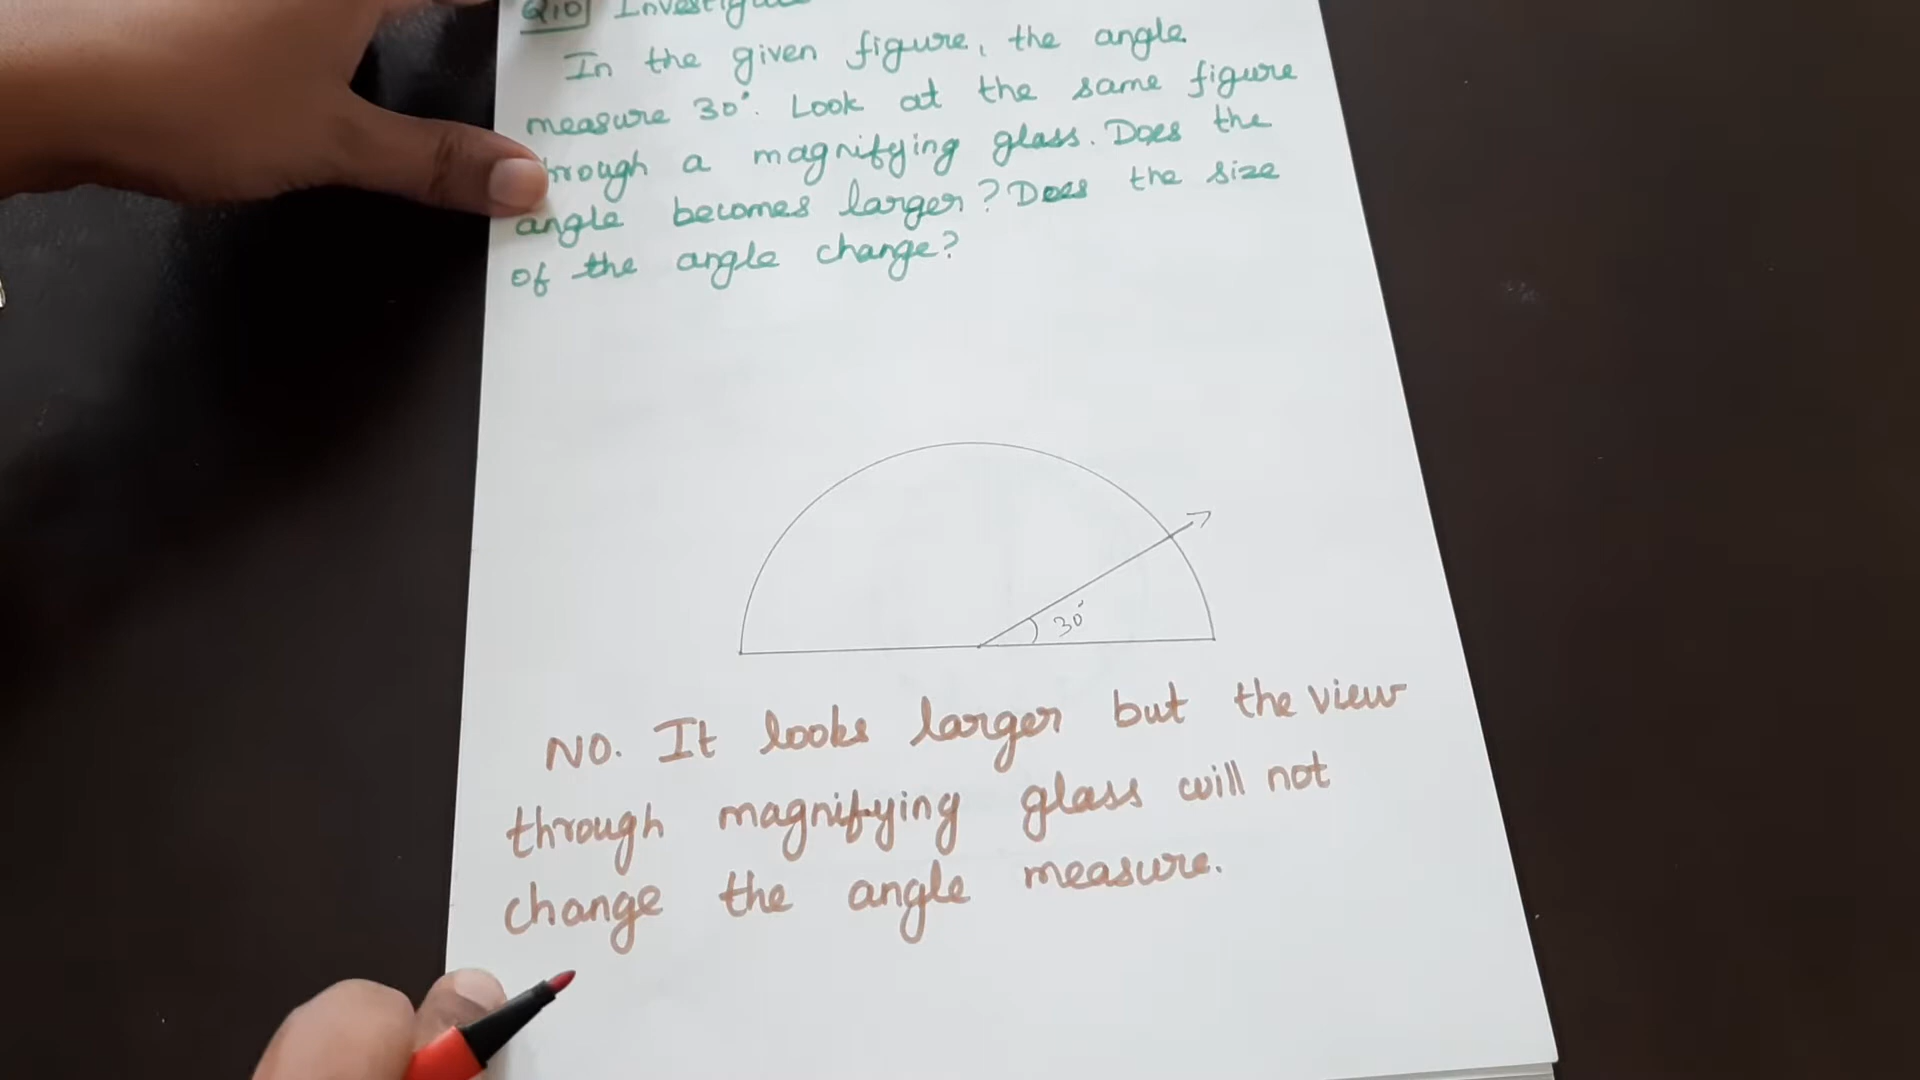 Q10 Investiga
In the given figure, the angle
measure 30°. Look at the same figure
hrough a magnifying glass. Does the
angle becomes larger? Does the size
of the angle change?
30°
NO. It looks larger but the view
through magnifying glass will not
change the angle measure.